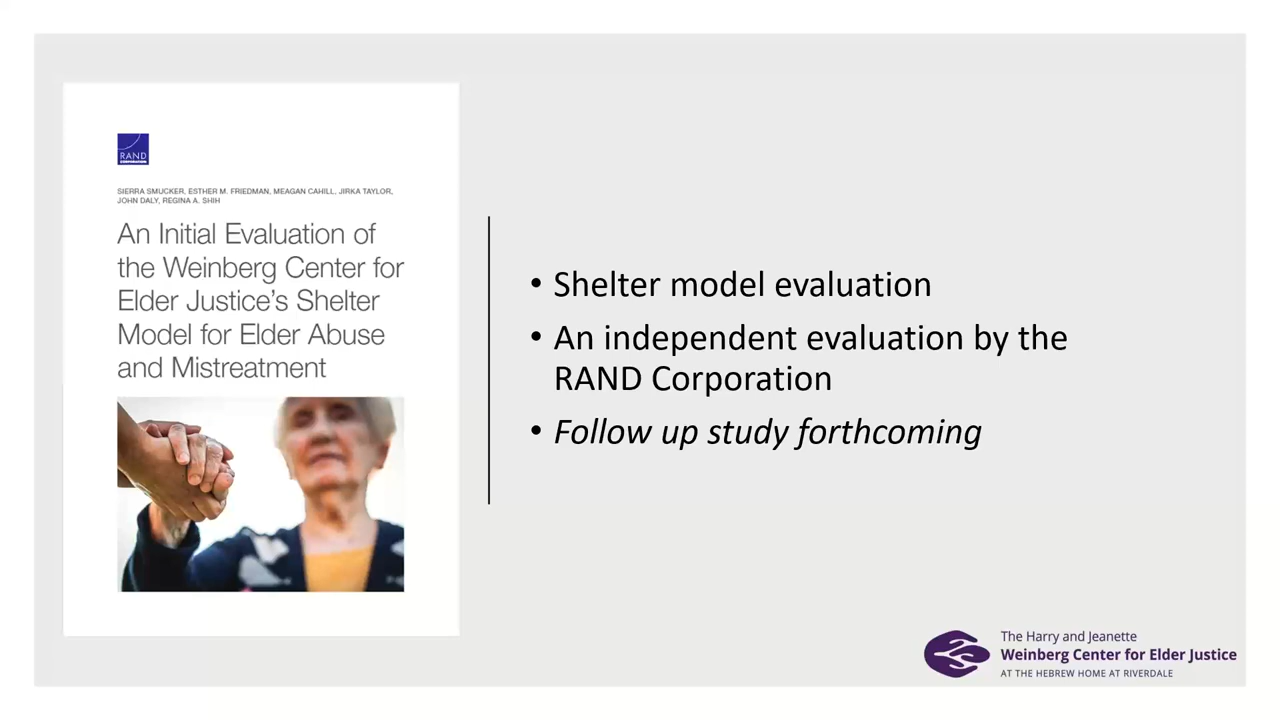 RAND
CORPORATION
SIERRA SMUCKER, ESTHER M. FRIEDMAN, MEAGAN CAHILL, JIRKA TAYLOR,
JOHN DALY, REGINA A. SHIH
An Initial Evaluation of
the Weinberg Center for
Elder Justice's Shelter
Model for Elder Abuse
and Mistreatment
• Shelter model evaluation
• An independent evaluation by the
RAND Corporation
• Follow up study forthcoming
The Harry and Jeanette
Weinberg Center for Elder Justice
AT THE HEBREW HOME AT RIVERDALE